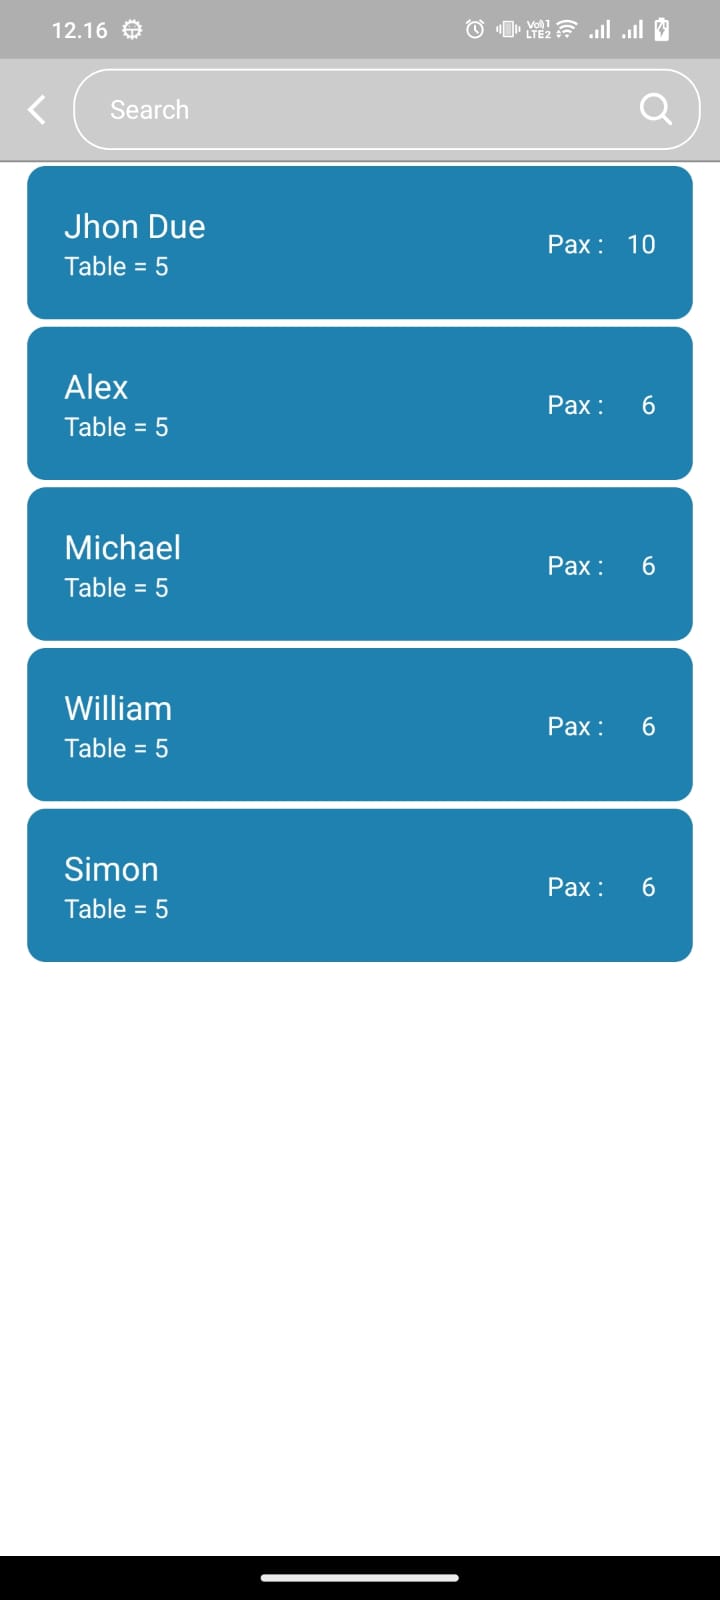 12.16
Vo)) 1
LTE2
Search
Jhon Due
Table = 5
Pax : 10
Alex
Table = 5
Pax : 6
Michael
Table = 5
Pax : 6
William
Table = 5
Pax : 6
Simon
Table = 5
Pax : 6